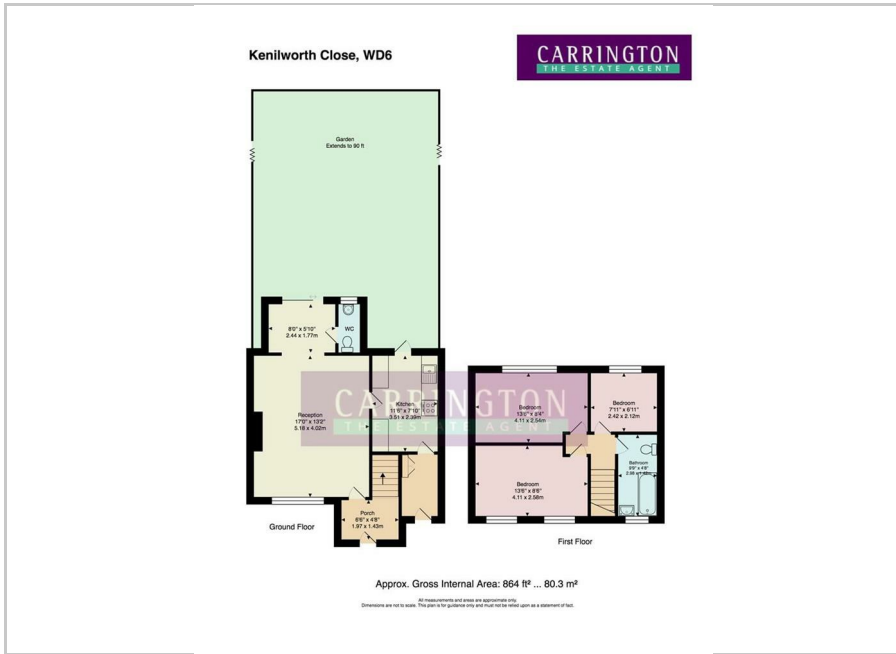 Kenilworth Close, WD6
CARRINGTON
THE ESTATE AGENT
Garden
Extends to 90 ft
8'0" x 5'10"
2.44 x 1.77m
WC
Kitchen
11'6" x 7'10"
3.51 x 2.39m
CARRINGTON
THE ESTATE AGENT
Reception
17'0" x 13'2"
5.18 x 4.02m
Porch
6'6" x 4'8"
1.97 x 1.43m
Ground Floor
Bedroom
4.11 x 2.54m
Bedroom
7'11" x 6'11"
2.42 x 2.12m
Bathroom
Bedroom
13'6" x 8'6"
4.11 x 2.58m
First Floor
Approx. Gross Internal Area: 864 ft² ... 80.3 m²
All measurements and areas are approximate only.
Dimensions are not to scale. This plan is for guidance only and must not be relied upon as a statement of fact.